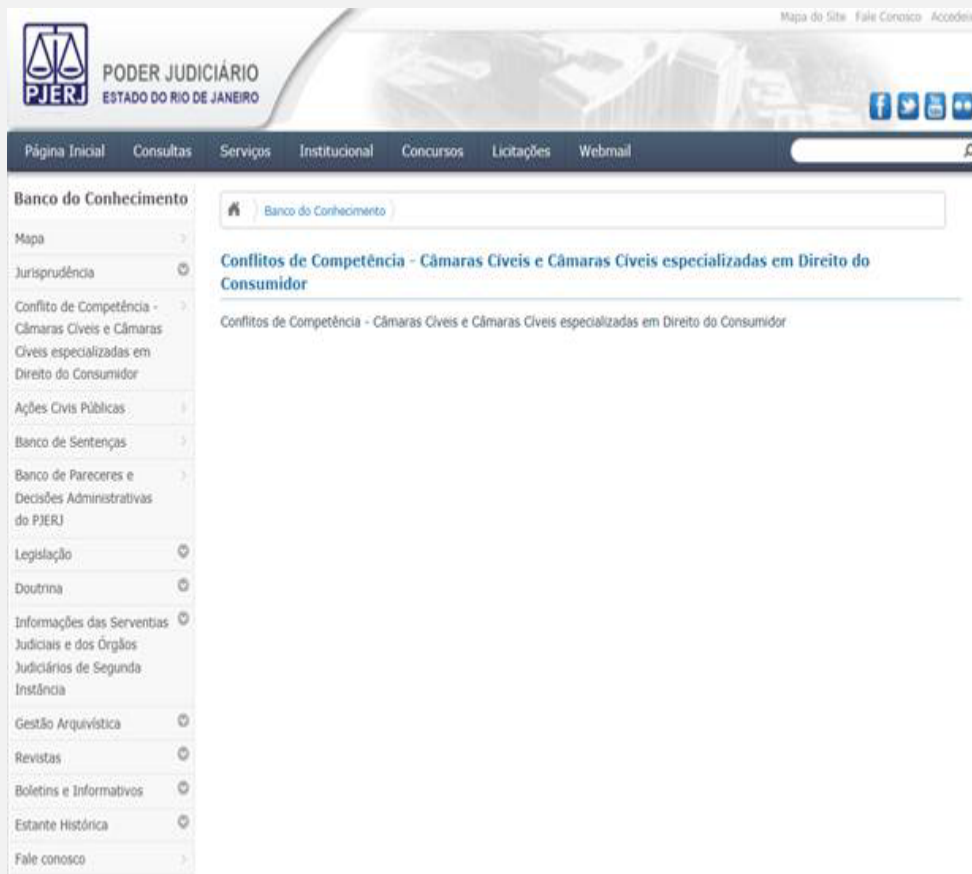 Mapa do Site Fale Conosco
PJERJ
PODER JUDICIÁRIO
ESTADO DO RIO DE JANEIRO
Página Inicial Consultas Serviços Institucional Concursos Licitações Webmail
Banco do Conhecimento
Mapa
Jurisprudência
Conflito de Competência -
Câmaras Cíveis e Câmaras
Cíveis especializadas em
Direito do Consumidor
Ações Civis Públicas
Banco de Sentenças
Banco de Pareceres e
Decisões Administrativas
do PJERJ
Legislação
Doutrina
Informações das Serventias
Judiciais e dos Órgãos
Judiciários de Segunda
Instância
Gestão Arquivística
Revistas
Boletins e Informativos
Estante Histórica
Fale conosco
Banco do Conhecimento
Conflitos de Competência - Câmaras Cíveis e Câmaras Cíveis especializadas em Direito do
Consumidor
Conflitos de Competência - Câmaras Cíveis e Câmaras Cíveis especializadas em Direito do Consumidor